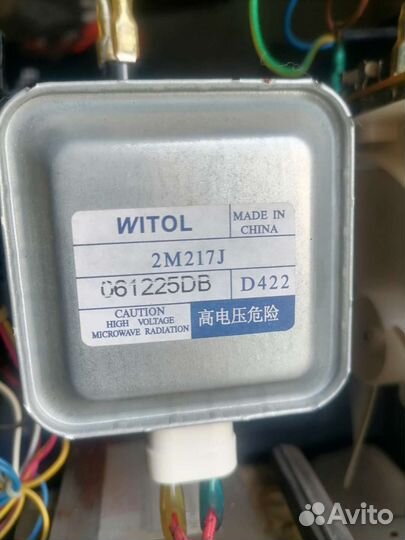 WITOL
MADE IN
CHINA
2M217J
061225DB
D422
CAUTION
HIGH VOLTAGE
MICROWAVE RADIATION
高电压危险
Avito